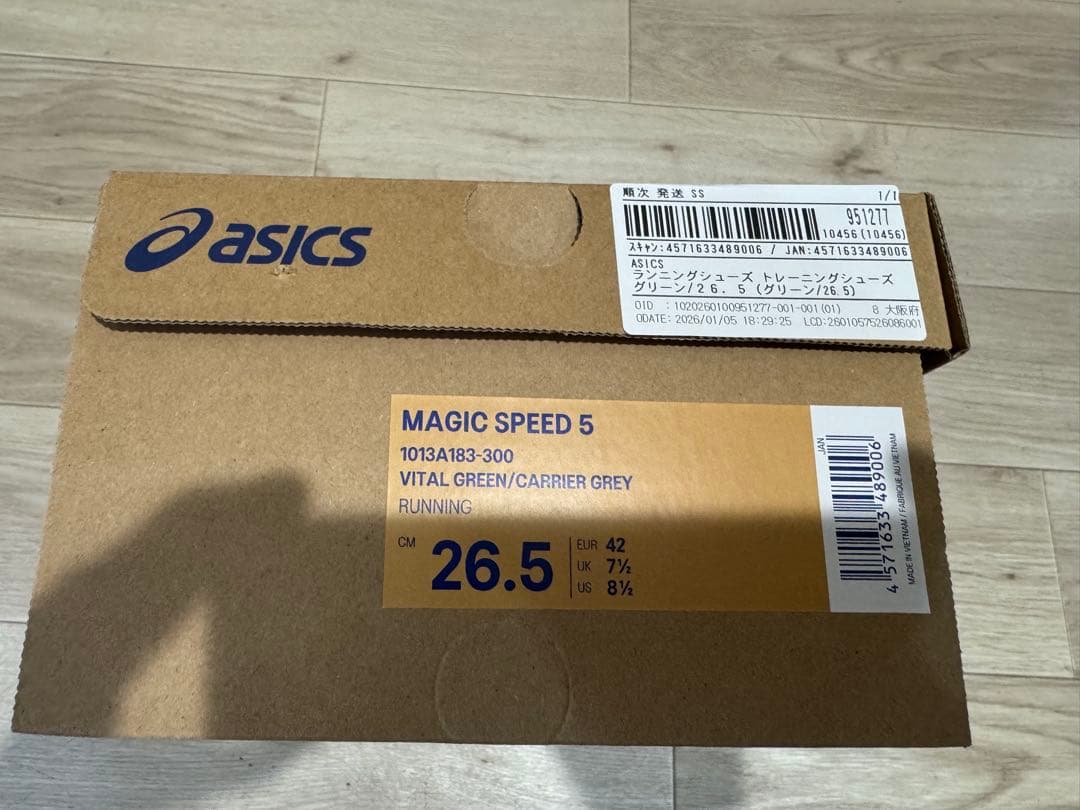 asics
順次 発送 SS 1/1
951277
10456(10456)
ｽｷｬﾝ:4571633489006 / JAN:4571633489006
ASICS
ランニングシューズ トレーニングシューズ
グリーン/２６．５ (グリーン/26.5)
OID :1020260100951277-001-001(01) 8 大阪府
ODATE: 2026/01/05 18:29:25 LCD:2601057526086001
MAGIC SPEED 5
1013A183-300
VITAL GREEN/CARRIER GREY
RUNNING
CM 26.5
EUR 42
UK 7½
US 8½
JAN
4 571633 489006
MADE IN VIETNAM / FABRIQUÉ AU VIETNAM